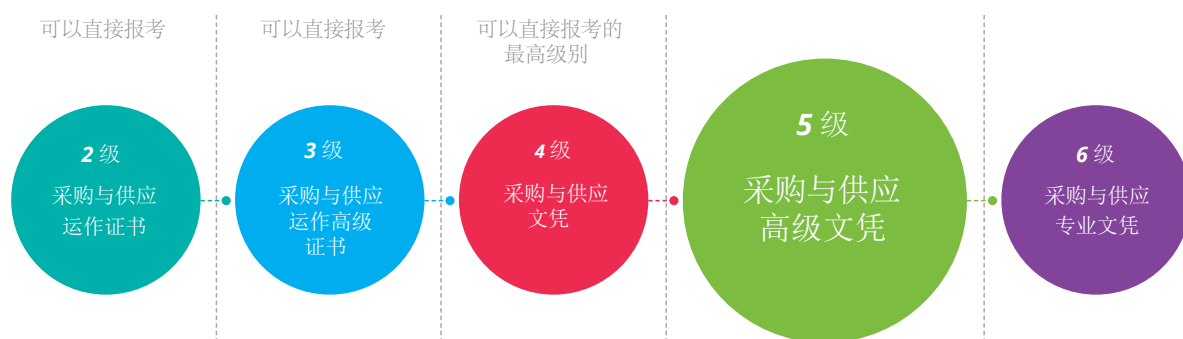 可以直接报考
可以直接报考
可以直接报考的
最高级别
2 级
采购与供应
运作证书
3 级
采购与供应
运作高级
证书
4 级
采购与供应
文凭
5 级
采购与供应
高级文凭
6 级
采购与供应
专业文凭